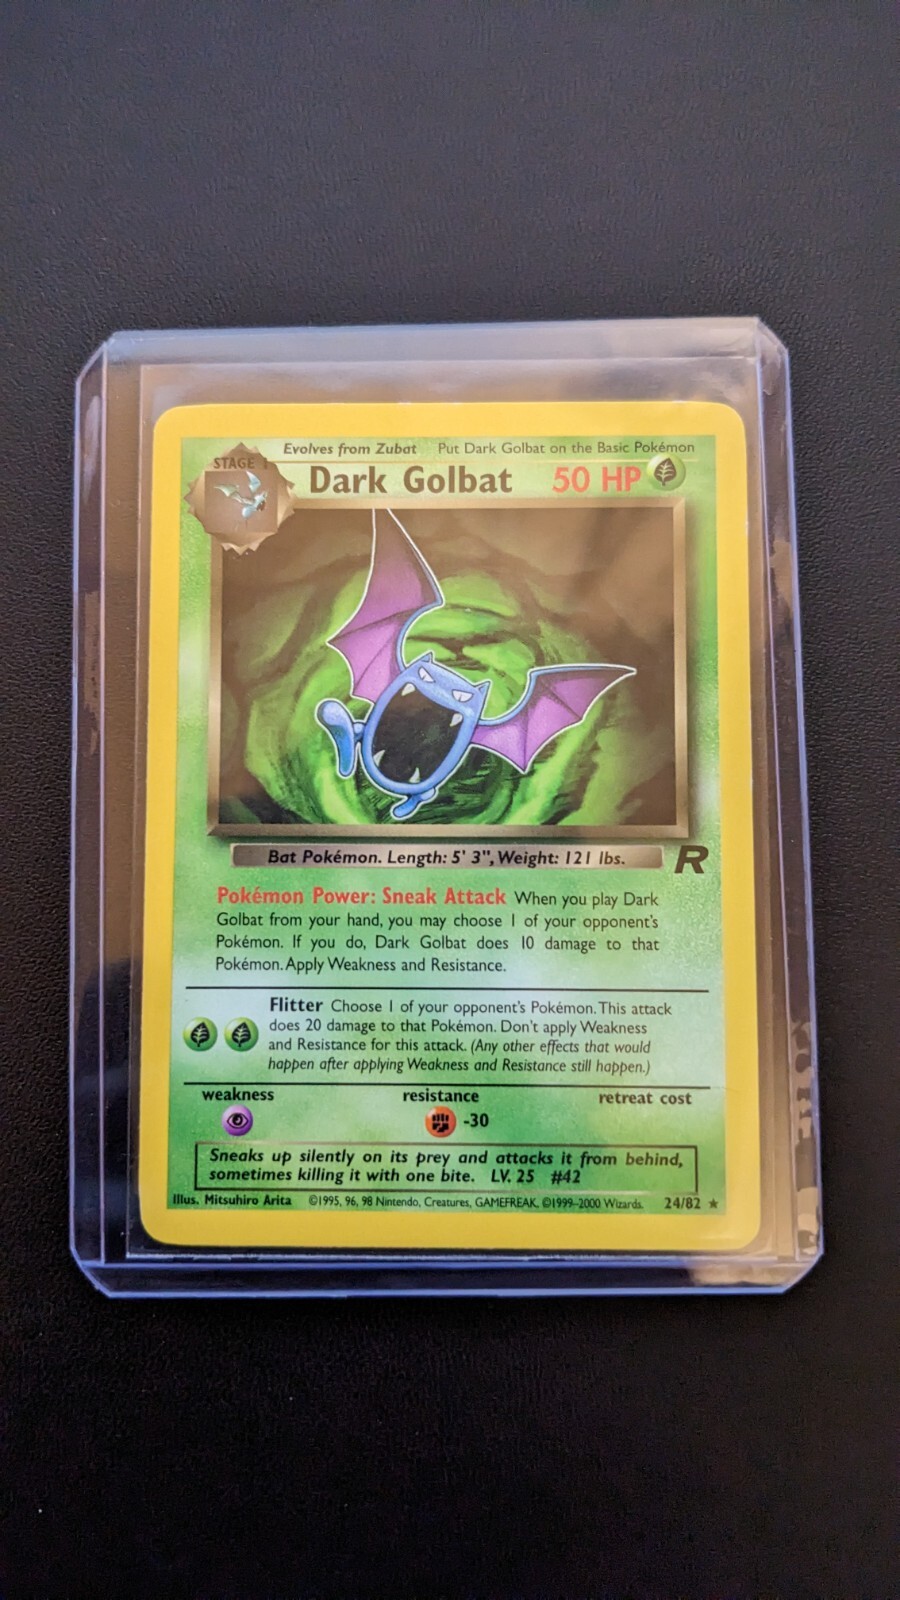 Evolves from Zubat Put Dark Golbat on the Basic Pokémon
STAGE 1
Dark Golbat 50 HP
Bat Pokémon. Length: 5' 3", Weight: 121 lbs.
R
Pokémon Power: Sneak Attack When you play Dark
Golbat from your hand, you may choose 1 of your opponent's
Pokémon. If you do, Dark Golbat does 10 damage to that
Pokémon. Apply Weakness and Resistance.
Flitter Choose 1 of your opponent's Pokémon. This attack
does 20 damage to that Pokémon. Don't apply Weakness
and Resistance for this attack. (Any other effects that would
happen after applying Weakness and Resistance still happen.)
weakness resistance retreat cost
-30
Sneaks up silently on its prey and attacks it from behind,
sometimes killing it with one bite. LV. 25 #42
Illus. Mitsuhiro Arita ©1995, 96, 98 Nintendo, Creatures, GAMEFREAK. ©1999-2000 Wizards. 24/82 ★